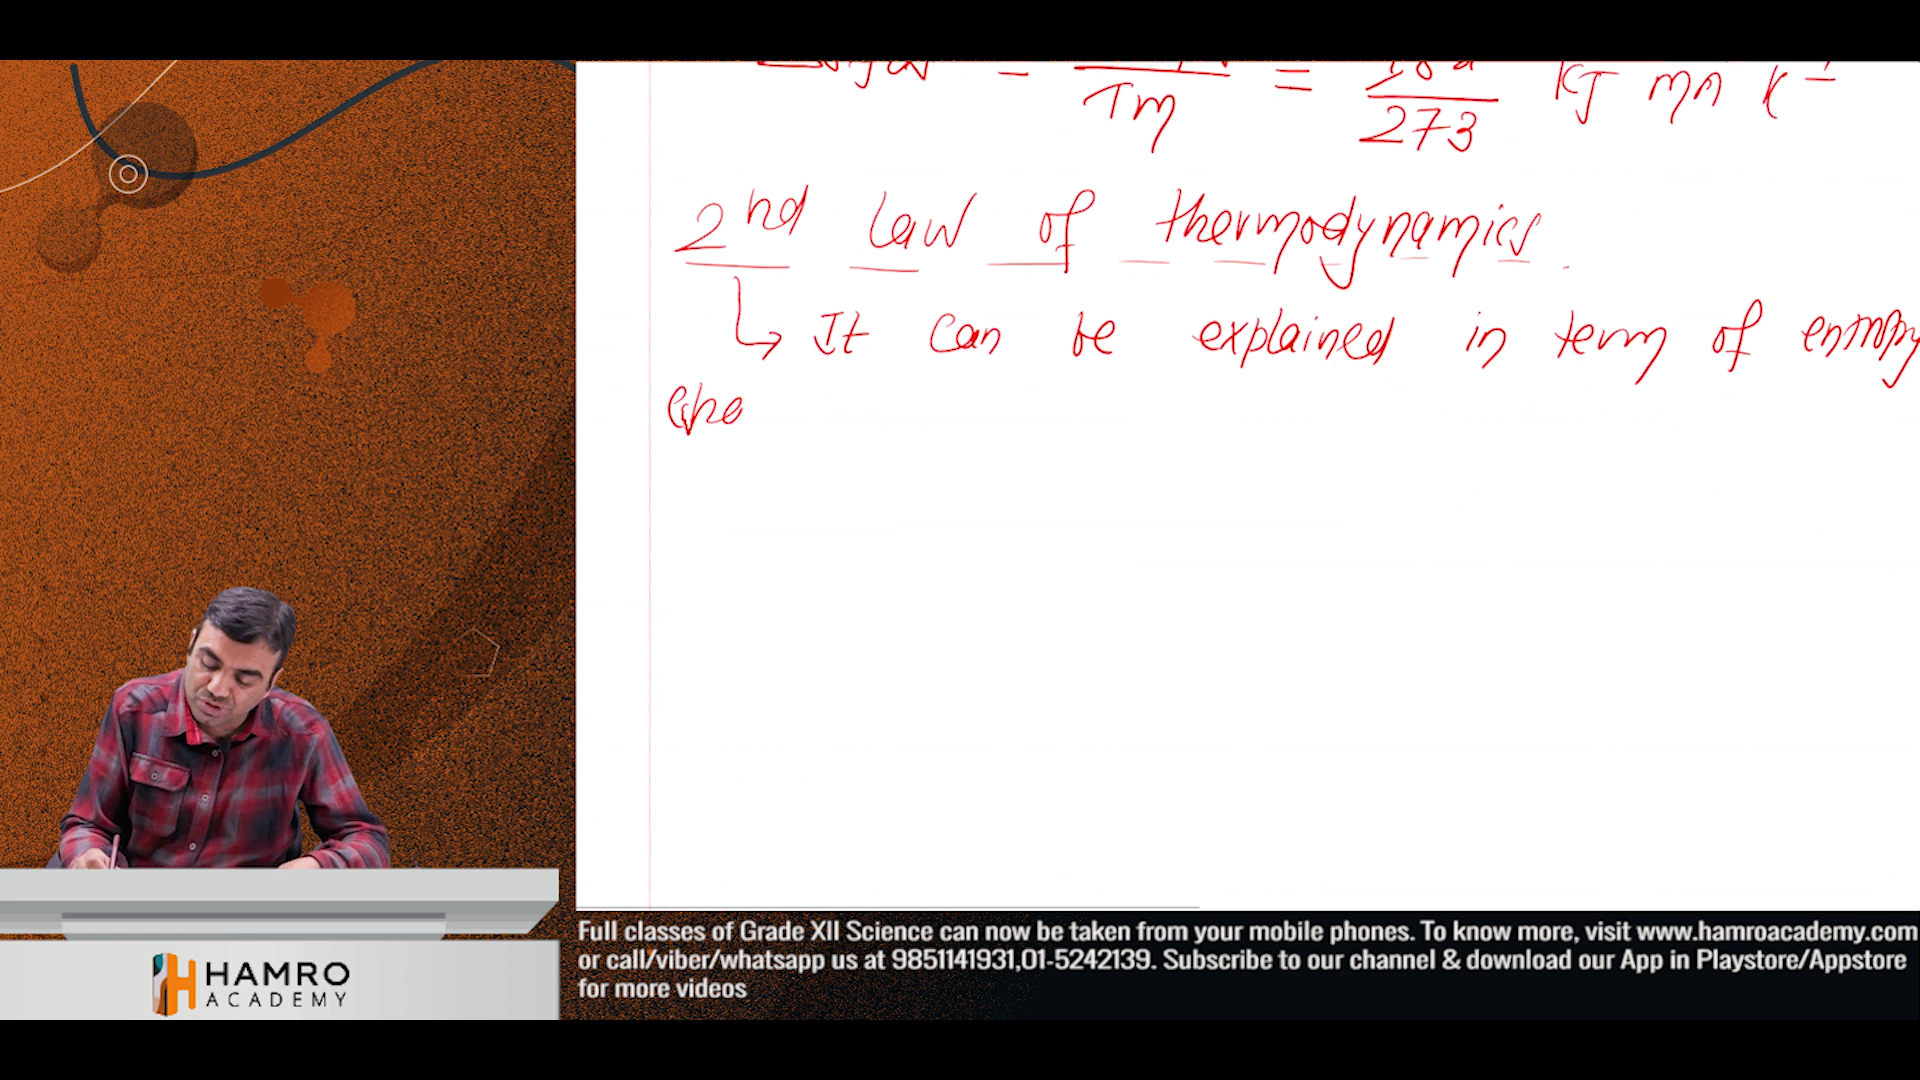 Tm = 273 KJ
2nd Law of thermodynamics
↳ It can be explained in term of entropy
Full classes of Grade XII Science can now be taken from your mobile phones. To know more, visit www.hamroacademy.com
or call/viber/whatsapp us at 9851141931,01-5242139. Subscribe to our channel & download our App in Playstore/Appstore
for more videos
HAMRO
ACADEMY